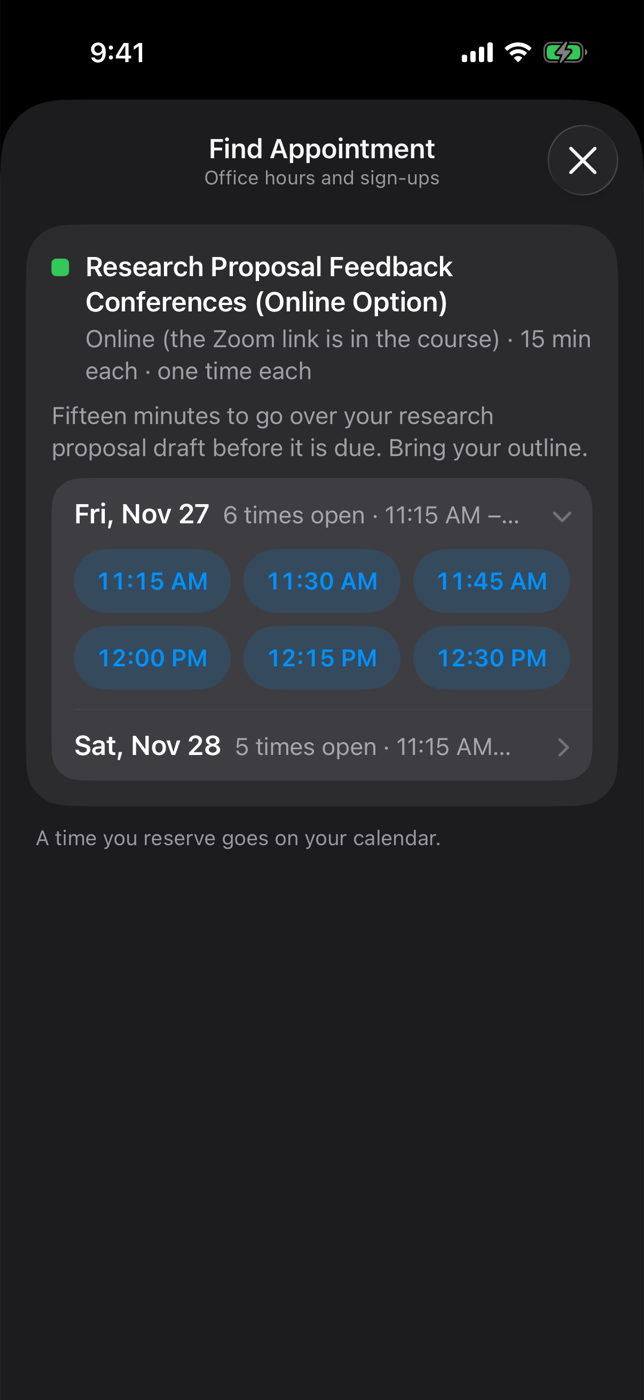 9:41
Find Appointment
Office hours and sign-ups
Research Proposal Feedback
Conferences (Online Option)
Online (the Zoom link is in the course) · 15 min
each · one time each
Fifteen minutes to go over your research
proposal draft before it is due. Bring your outline.
Fri, Nov 27 6 times open · 11:15 AM –...
11:15 AM 11:30 AM 11:45 AM
12:00 PM 12:15 PM 12:30 PM
Sat, Nov 28 5 times open · 11:15 AM...
A time you reserve goes on your calendar.